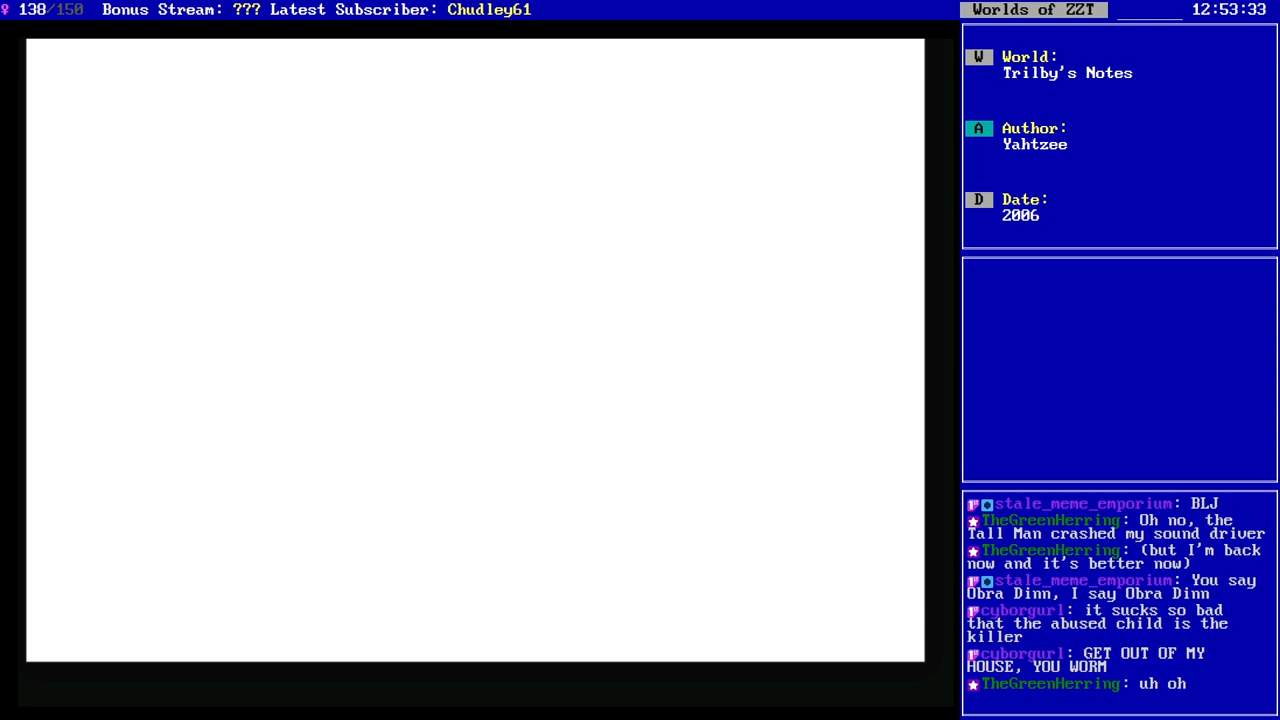 ♀ 138/150 Bonus Stream: ??? Latest Subscriber: Chudley61
Worlds of ZZT 12:53:33
W World:
Trilby's Notes
A Author:
Yahtzee
D Date:
2006
stale_meme_emporium: BLJ
TheGreenHerring: Oh no, the
Tall Man crashed my sound driver
TheGreenHerring: (but I'm back
now and it's better now)
stale_meme_emporium: You say
Obra Dinn, I say Obra Dinn
cyborgurl: it sucks so bad
that the abused child is the
killer
cyborgurl: GET OUT OF MY
HOUSE, YOU WORM
TheGreenHerring: uh oh